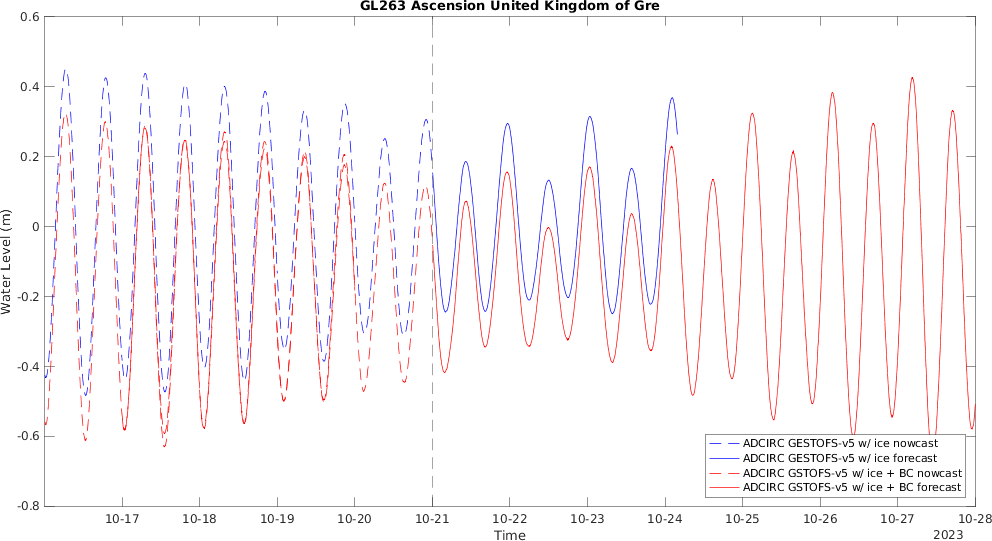 GL263 Ascension United Kingdom of Gre
0.6
0.4
0.2
0
-0.2
-0.4
-0.6
-0.8
Water Level (m)
ADCIRC GESTOFS-v5 w/ ice nowcast
ADCIRC GESTOFS-v5 w/ ice forecast
ADCIRC GSTOFS-v5 w/ ice + BC nowcast
ADCIRC GSTOFS-v5 w/ ice + BC forecast
10-17 10-18 10-19 10-20 10-21 10-22 10-23 10-24 10-25 10-26 10-27 10-28
Time
2023